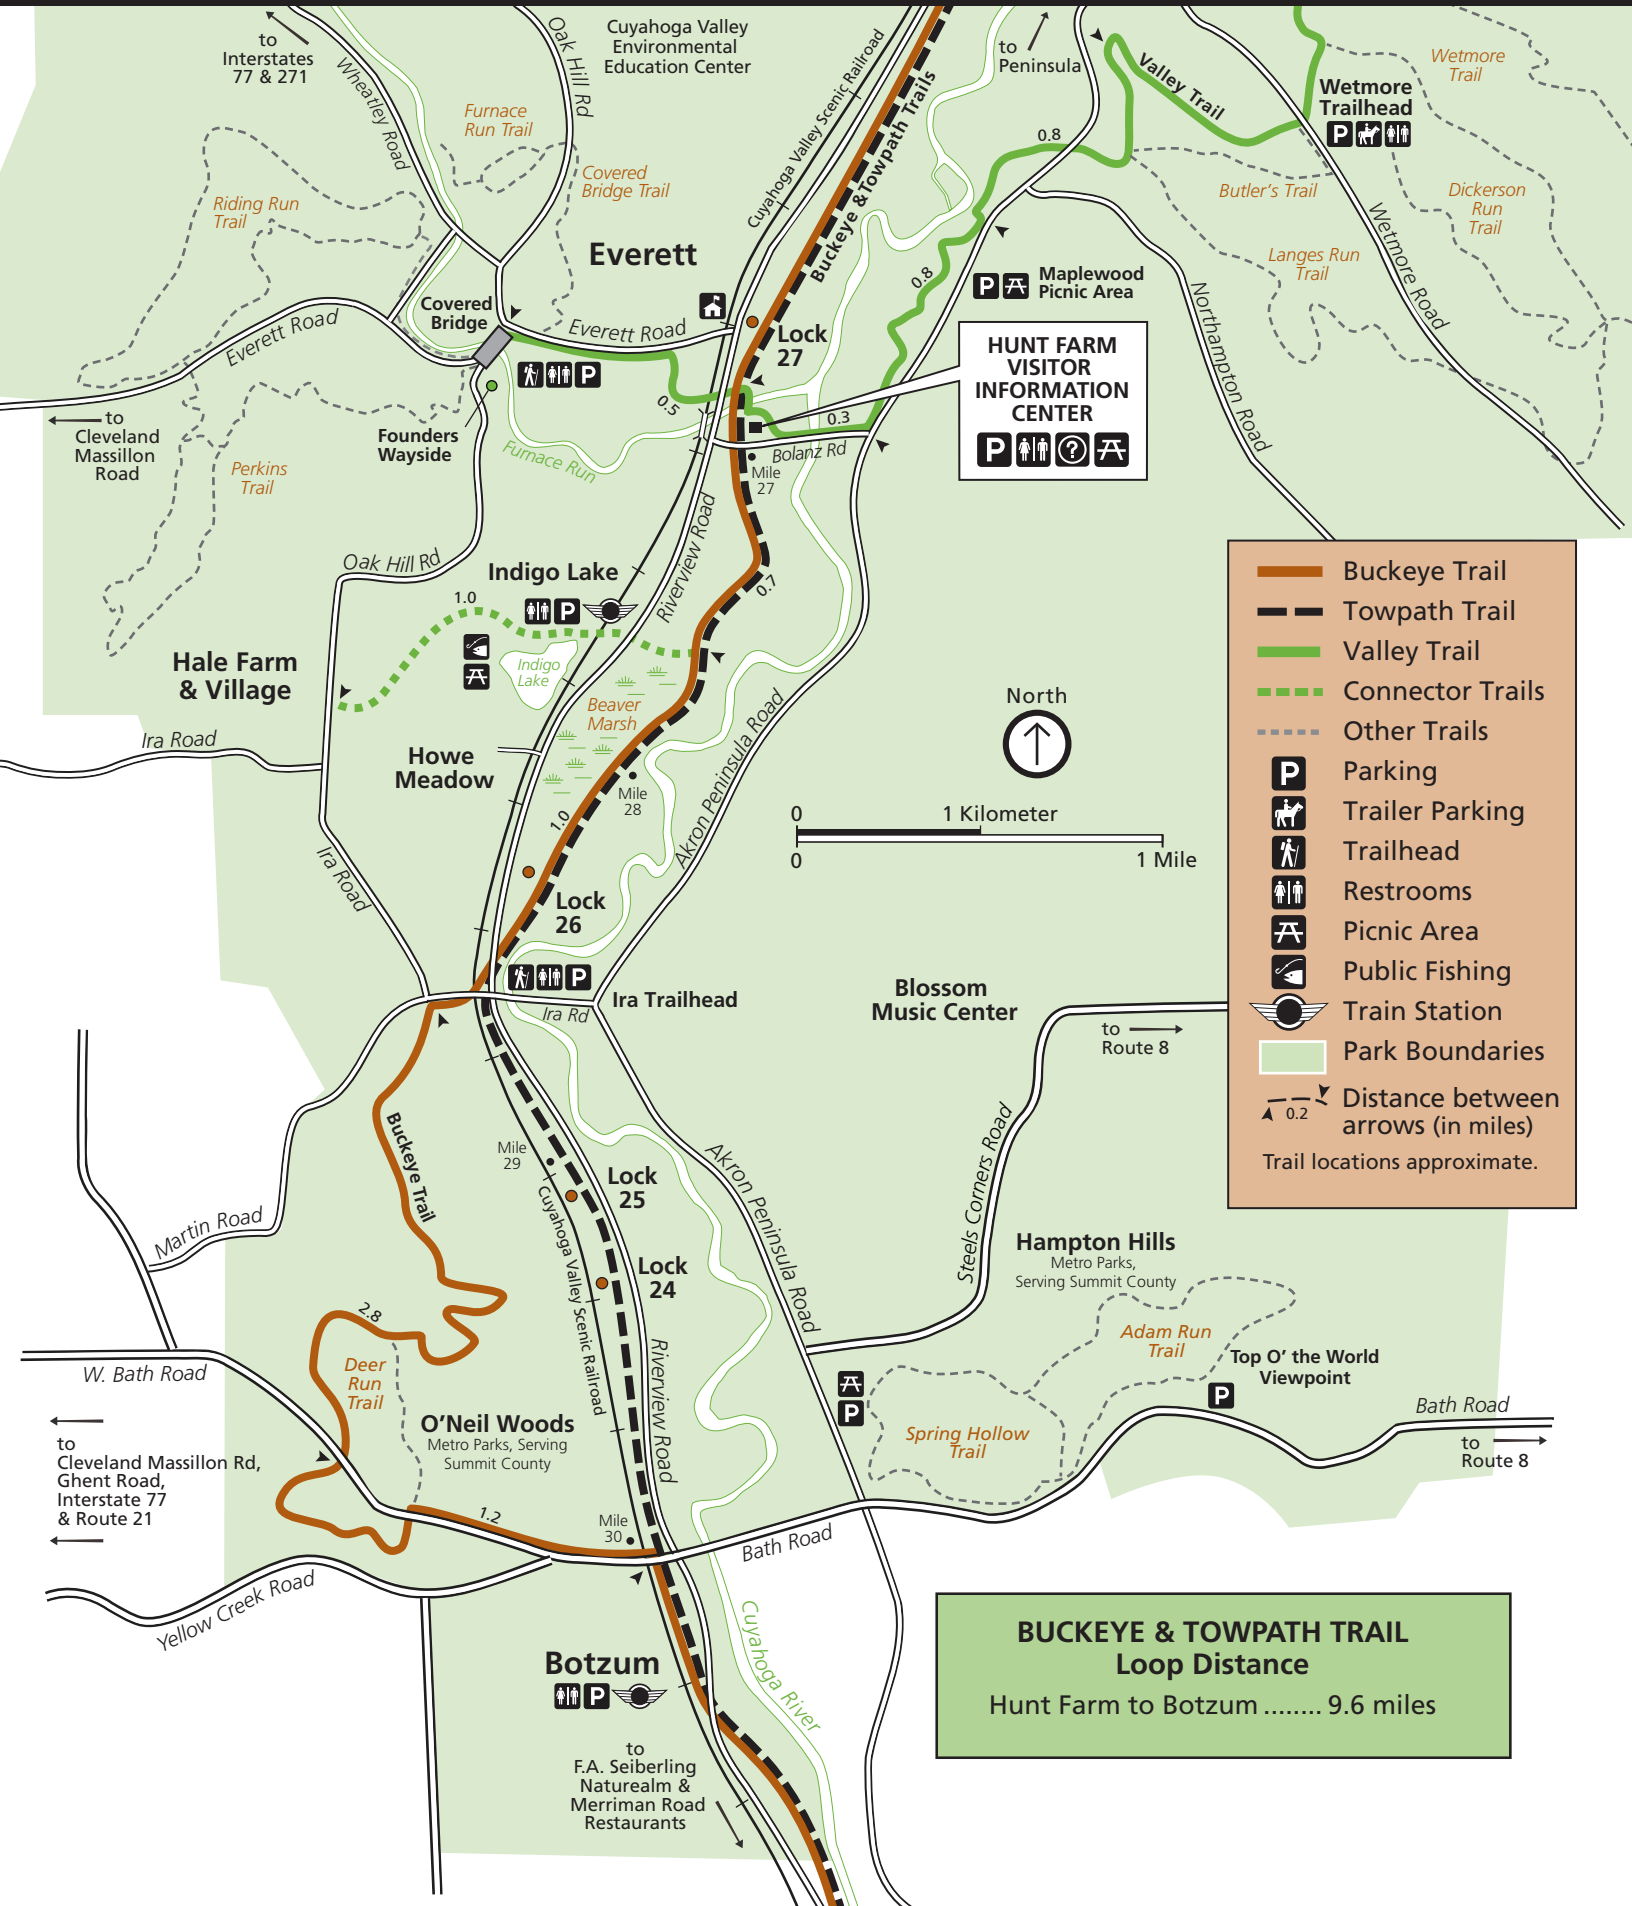 to
Interstates
77 & 271
Wheatley Road
Oak Hill Rd
Cuyahoga Valley
Environmental
Education Center
Cuyahoga Valley Scenic Railroad
Buckeye & Towpath Trails
to
Peninsula
Valley Trail
Wetmore
Trailhead
P
Wetmore
Trail
Furnace
Run Trail
Covered
Bridge Trail
Riding Run
Trail
0.8
Butler's Trail
Dickerson
Run
Trail
Langes Run
Trail
Wetmore Road
Northampton Road
Everett
Covered
Bridge
Everett Road
Everett Road
0.8
P
Maplewood
Picnic Area
Lock
27
HUNT FARM
VISITOR
INFORMATION
CENTER
P ?
P
to
Cleveland
Massillon
Road
Founders
Wayside
0.5
0.3
Bolanz Rd
Furnace Run
Mile
27
Perkins
Trail
Oak Hill Rd
Indigo Lake
P
Riverview Road
0.7
1.0
Hale Farm
& Village
Indigo
Lake
Beaver
Marsh
Ira Road
Howe
Meadow
Mile
28
1.0
Akron Peninsula Road
North
0
1 Kilometer
0
1 Mile
Ira Road
Lock
26
P
Ira Trailhead
Ira Rd
Blossom
Music Center
to
Route 8
Buckeye Trail
Towpath Trail
Valley Trail
Connector Trails
Other Trails
P Parking
Trailer Parking
Trailhead
Restrooms
Picnic Area
Public Fishing
Train Station
Park Boundaries
0.2
Distance between
arrows (in miles)
Trail locations approximate.
Buckeye Trail
Mile
29
Lock
25
Cuyahoga Valley Scenic Railroad
Akron Peninsula Road
Steels Corners Road
Martin Road
Lock
24
Hampton Hills
Metro Parks,
Serving Summit County
2.8
Adam Run
Trail
Top O' the World
Viewpoint
P
W. Bath Road
Deer
Run
Trail
Riverview Road
P
Bath Road
to
Route 8
O'Neil Woods
Metro Parks, Serving
Summit County
Spring Hollow
Trail
to
Cleveland Massillon Rd,
Ghent Road,
Interstate 77
& Route 21
1.2
Mile
30
Bath Road
Yellow Creek Road
Cuyahoga River
Botzum
P
to
F.A. Seiberling
Naturealm &
Merriman Road
Restaurants
BUCKEYE & TOWPATH TRAIL
Loop Distance
Hunt Farm to Botzum ........ 9.6 miles